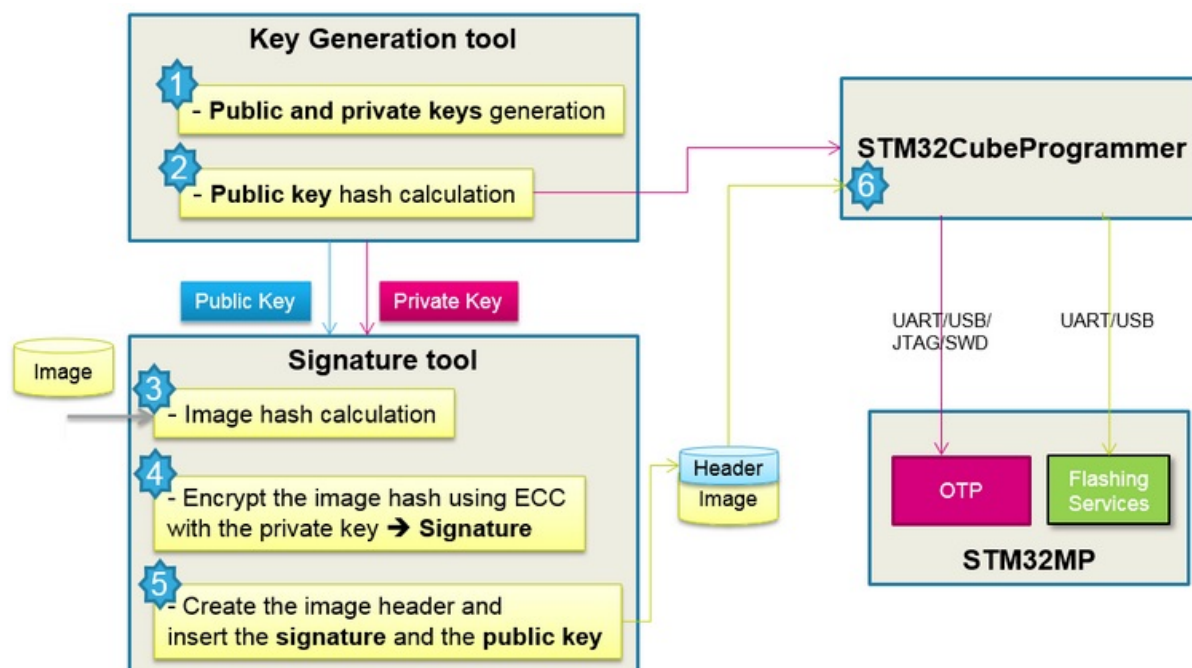 Key Generation tool
1
- Public and private keys generation
2
- Public key hash calculation
STM32CubeProgrammer
6
Public Key
Private Key
UART/USB/
JTAG/SWD
UART/USB
Image
Signature tool
3
- Image hash calculation
4
- Encrypt the image hash using ECC
with the private key ➔ Signature
5
- Create the image header and
insert the signature and the public key
Header
Image
OTP
Flashing
Services
STM32MP